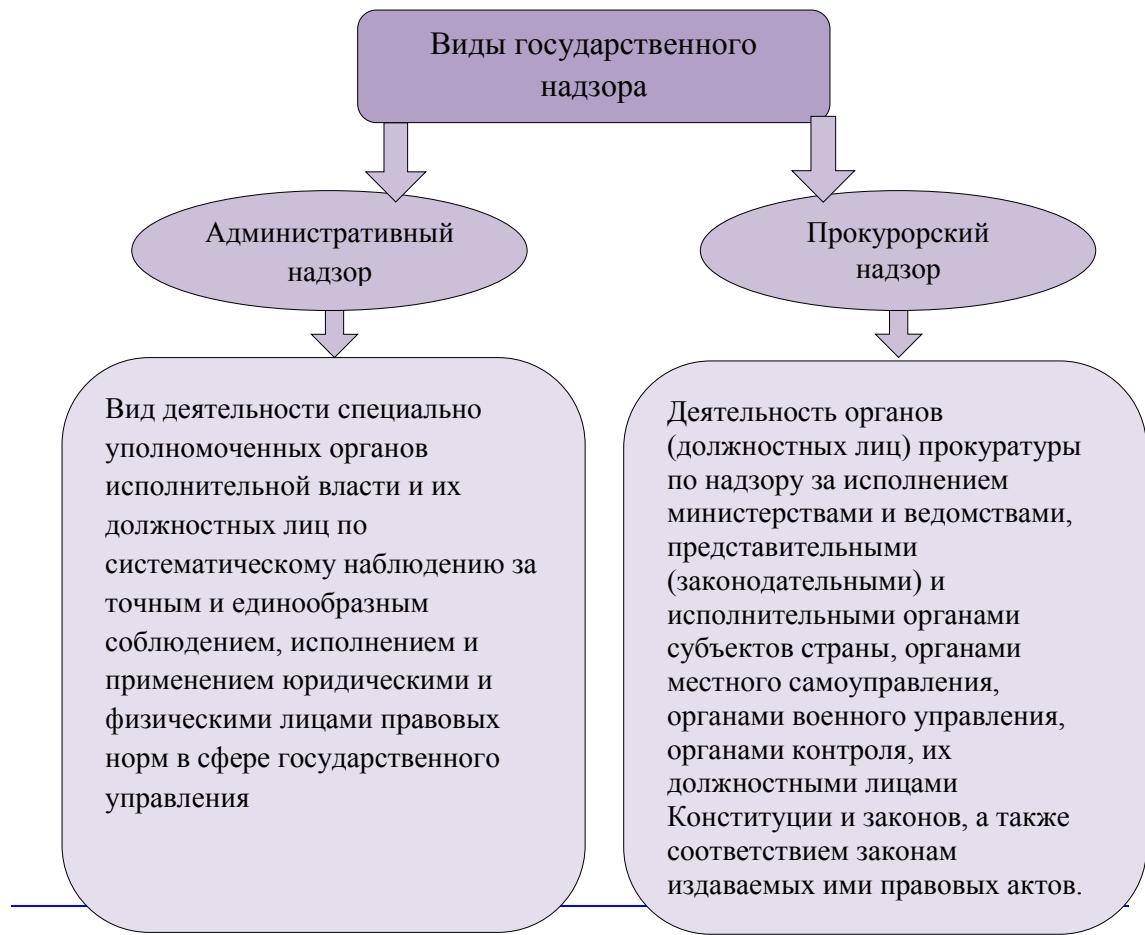 Виды государственного
надзора
Административный
надзор
Прокурорский
надзор
Вид деятельности специально
уполномоченных органов
исполнительной власти и их
должностных лиц по
систематическому наблюдению за
точным и единообразным
соблюдением, исполнением и
применением юридическими и
физическими лицами правовых
норм в сфере государственного
управления
Деятельность органов
(должностных лиц) прокуратуры
по надзору за исполнением
министерствами и ведомствами,
представительными
(законодательными) и
исполнительными органами
субъектов страны, органами
местного самоуправления,
органами военного управления,
органами контроля, их
должностными лицами
Конституции и законов, а также
соответствием законам
издаваемых ими правовых актов.